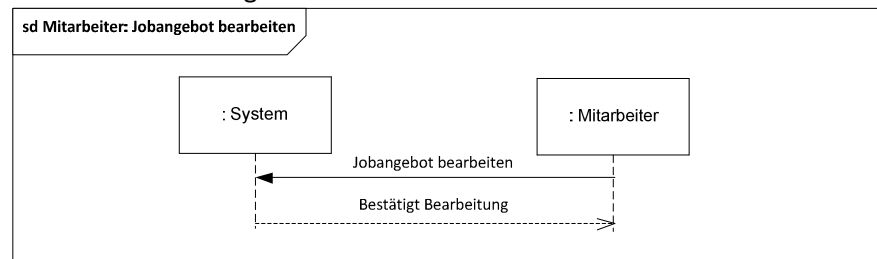 sd Mitarbeiter: Jobangebot bearbeiten
: System
: Mitarbeiter
Jobangebot bearbeiten
Bestätigt Bearbeitung